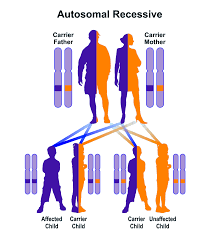 Autosomal Recessive
Carrier Father
Carrier Mother
Affected Child
Carrier Child
Carrier Child
Unaffected Child